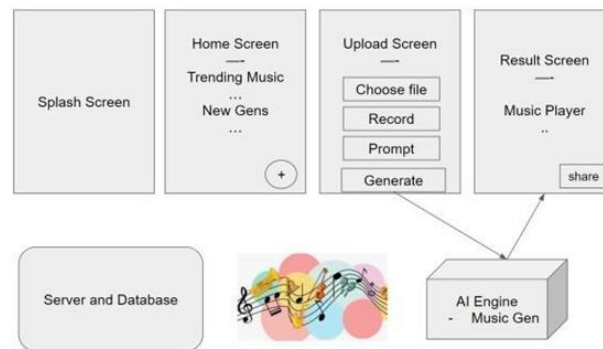 Splash Screen
Home Screen
—-
Trending Music
...
New Gens
...
+
Upload Screen
—-
Choose file
Record
Prompt
Generate
Result Screen
—-
Music Player
..
share
Server and Database
AI Engine
- Music Gen